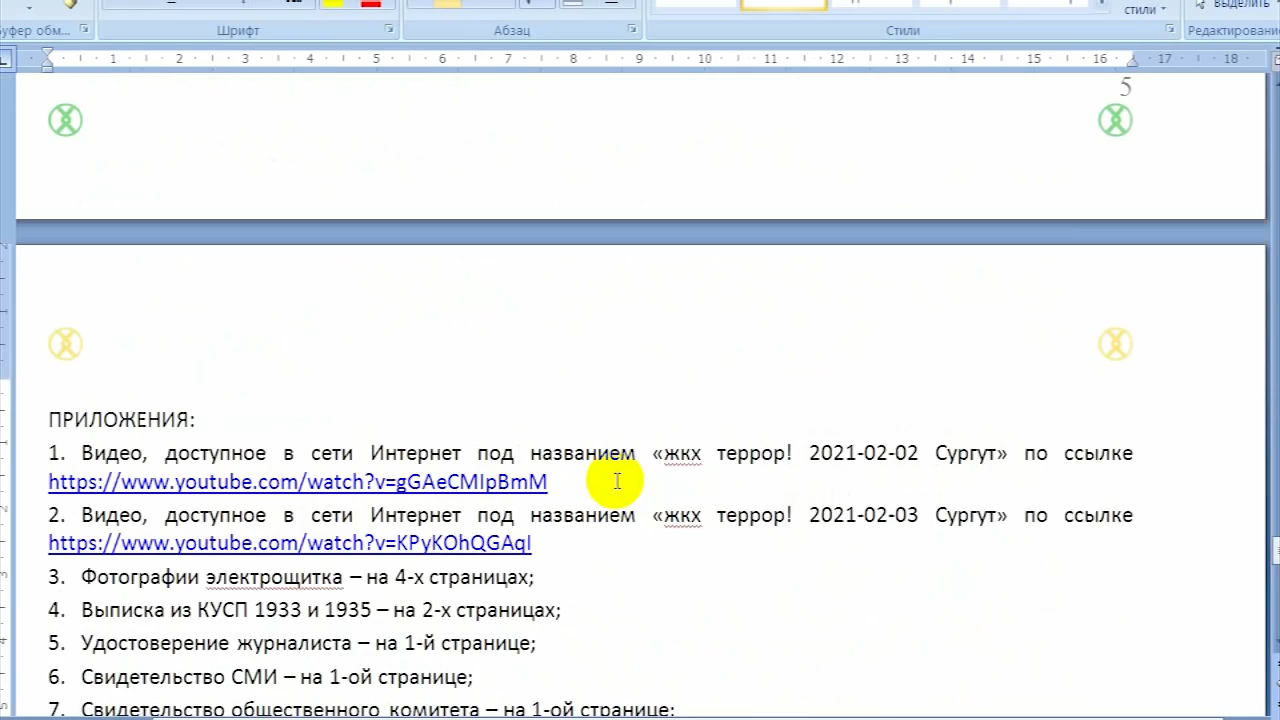 стили
Выделить
Буфер обм...
Шрифт
Абзац
Стили
Редактирование
1 2 3 4 5 6 7 8 9 10 11 12 13 14 15 16 17 18
5
ПРИЛОЖЕНИЯ:
1. Видео, доступное в сети Интернет под названием «жкх террор! 2021-02-02 Сургут» по ссылке
https://www.youtube.com/watch?v=gGAeCMIpBmM
2. Видео, доступное в сети Интернет под названием «жкх террор! 2021-02-03 Сургут» по ссылке
https://www.youtube.com/watch?v=KPyKOhQGAqI
3. Фотографии электрощитка – на 4-х страницах;
4. Выписка из КУСП 1933 и 1935 – на 2-х страницах;
5. Удостоверение журналиста – на 1-й странице;
6. Свидетельство СМИ – на 1-ой странице;
7. Свидетельство общественного комитета – на 1-ой странице;